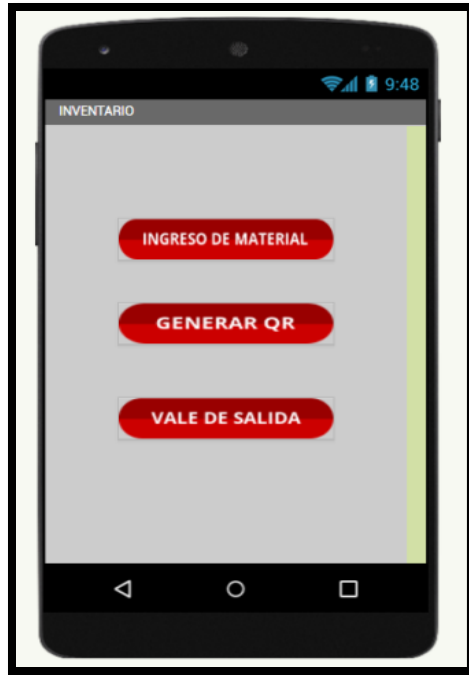 9:48
INVENTARIO
INGRESO DE MATERIAL
GENERAR QR
VALE DE SALIDA